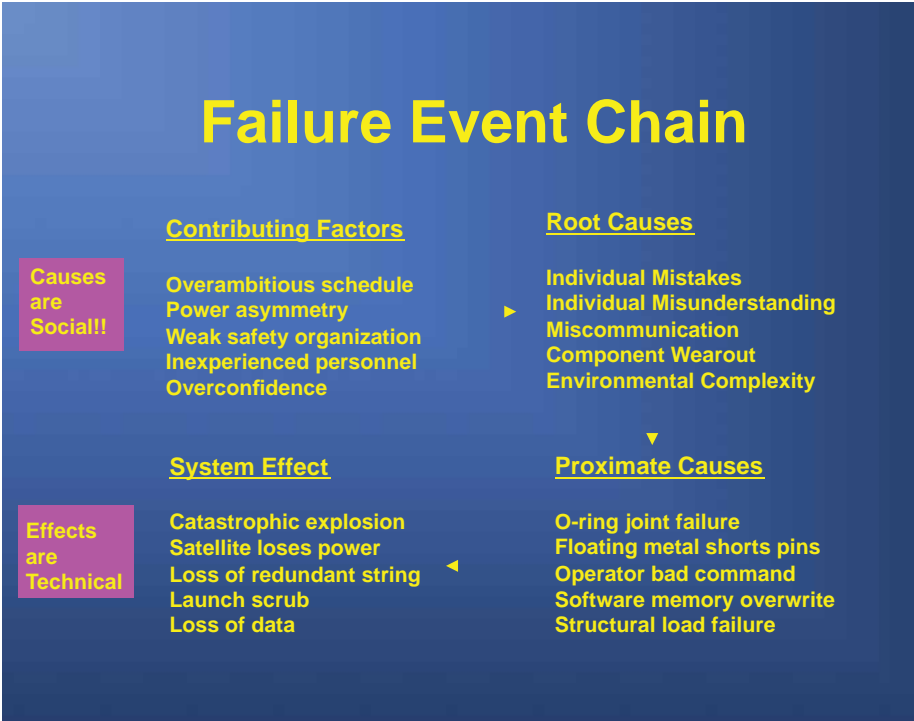 Failure Event Chain
Causes
are
Social!!
Contributing Factors
Overambitious schedule
Power asymmetry
Weak safety organization
Inexperienced personnel
Overconfidence
Root Causes
Individual Mistakes
Individual Misunderstanding
Miscommunication
Component Wearout
Environmental Complexity
Effects
are
Technical
System Effect
Catastrophic explosion
Satellite loses power
Loss of redundant string
Launch scrub
Loss of data
Proximate Causes
O-ring joint failure
Floating metal shorts pins
Operator bad command
Software memory overwrite
Structural load failure